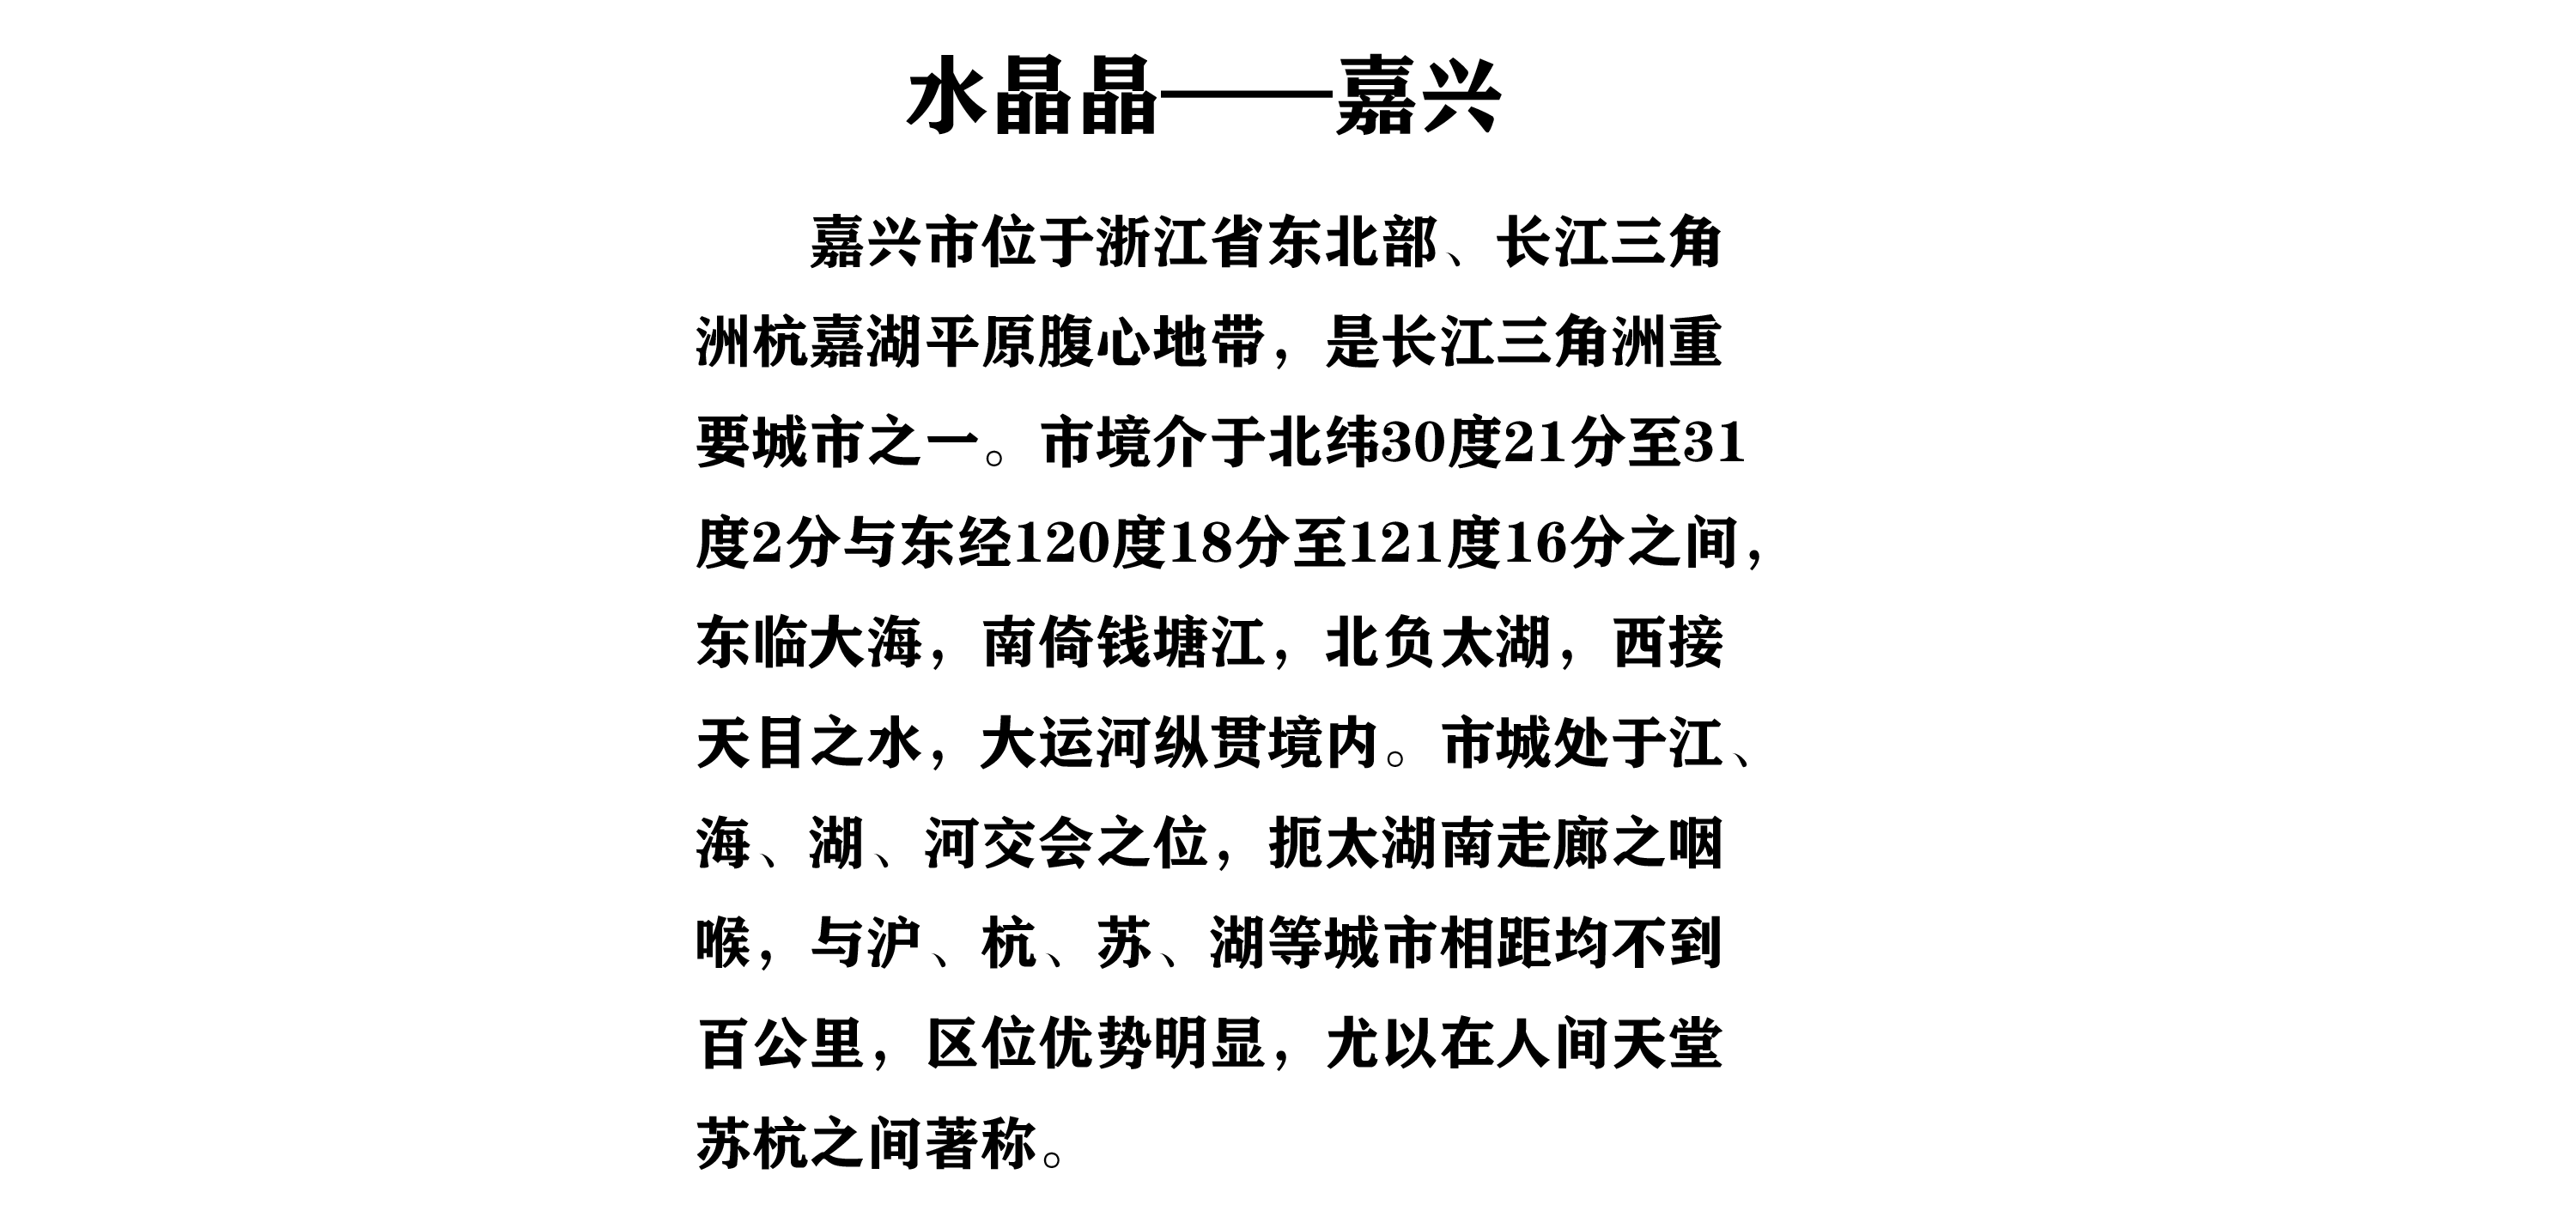 水晶晶——嘉兴
嘉兴市位于浙江省东北部、长江三角
洲杭嘉湖平原腹心地带，是长江三角洲重
要城市之一。市境介于北纬30度21分至31
度2分与东经120度18分至121度16分之间，
东临大海，南倚钱塘江，北负太湖，西接
天目之水，大运河纵贯境内。市城处于江、
海、湖、河交会之位，扼太湖南走廊之咽
喉，与沪、杭、苏、湖等城市相距均不到
百公里，区位优势明显，尤以在人间天堂
苏杭之间著称。